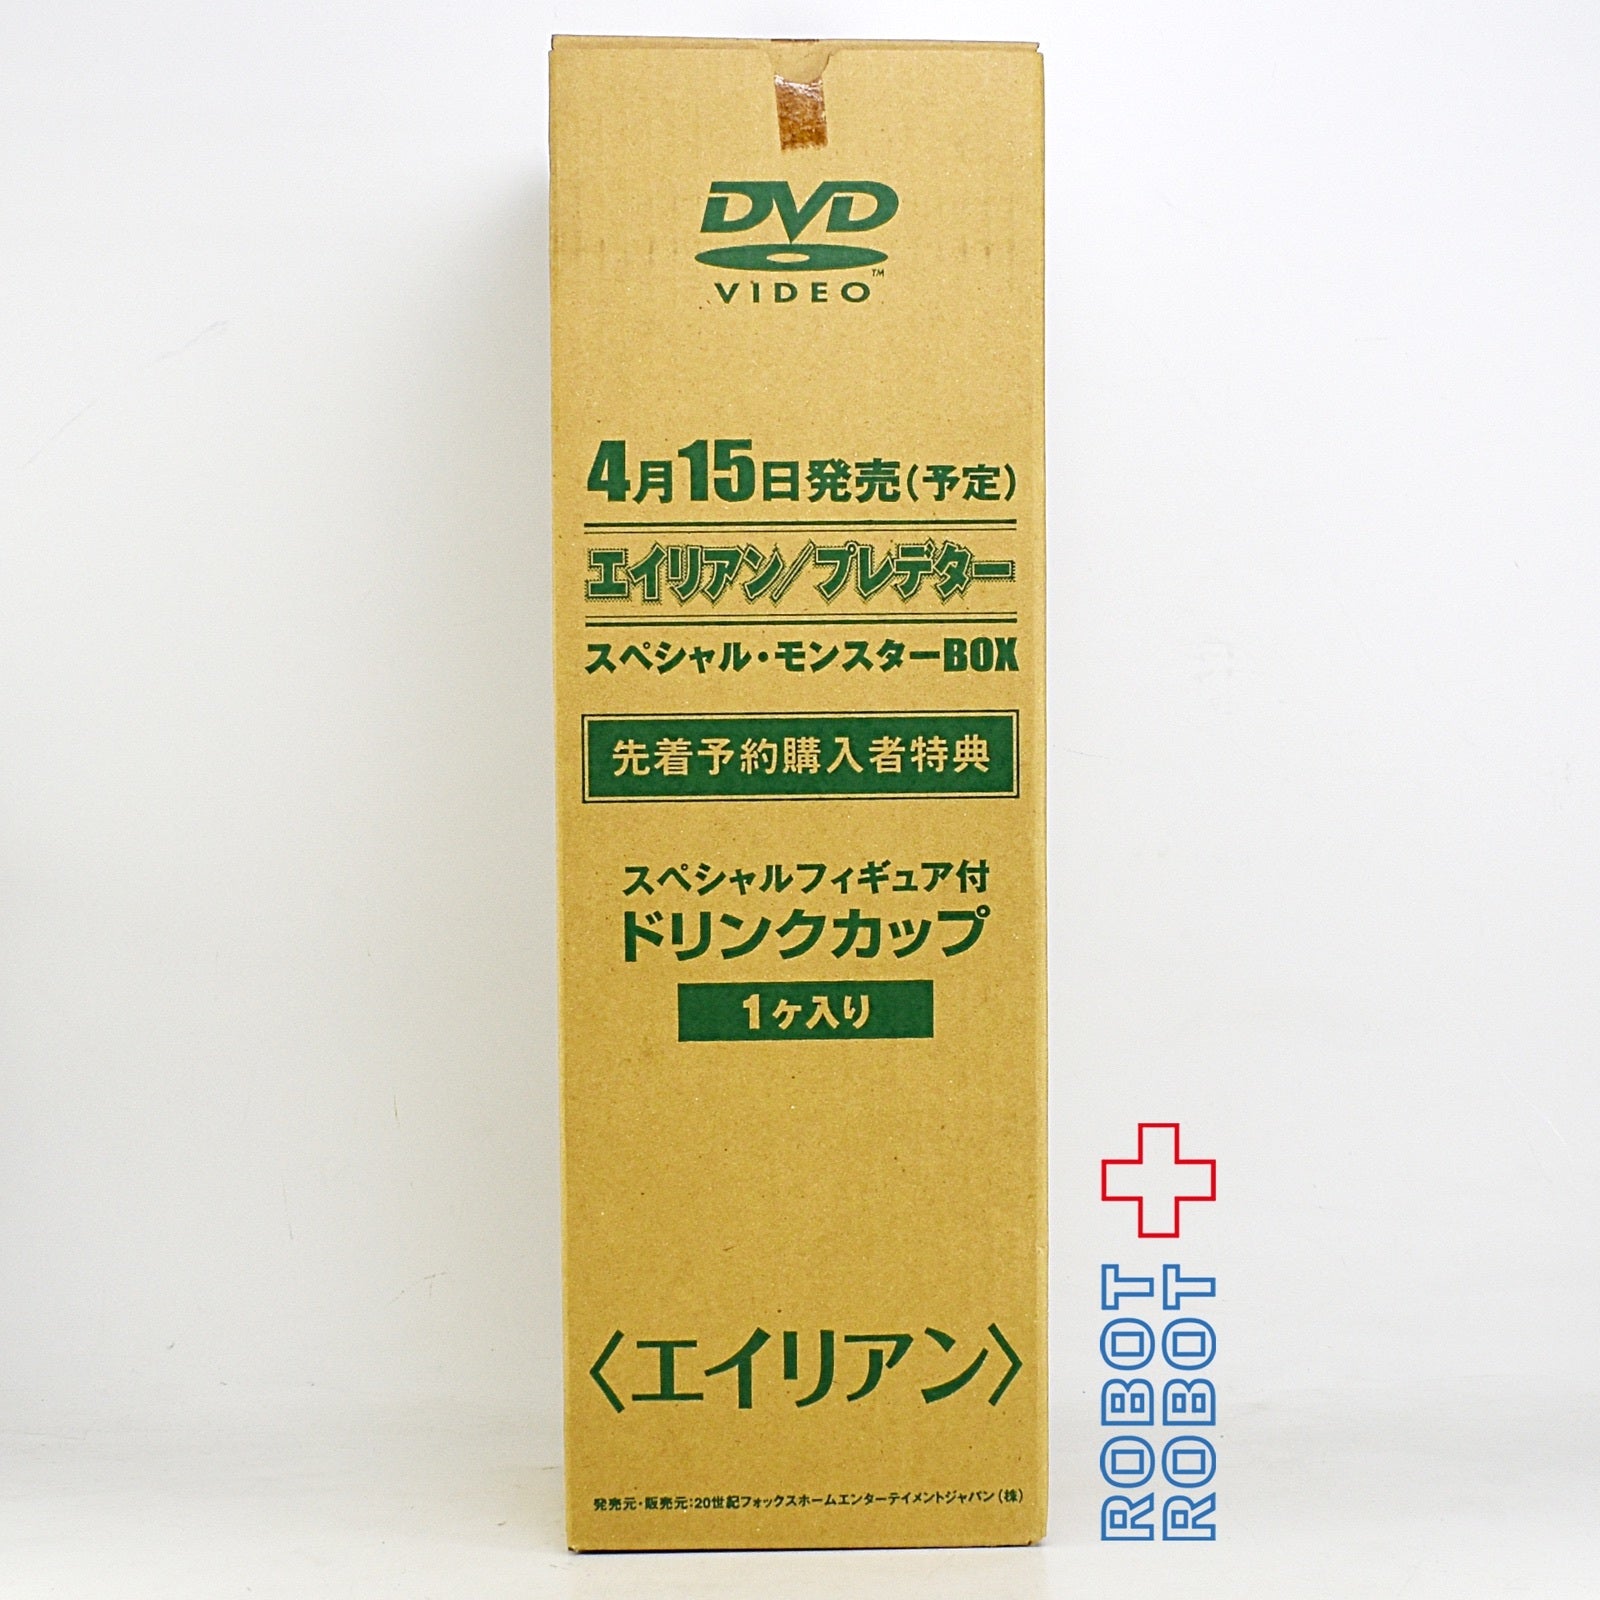 DVD
VIDEO
TM
4月15日発売(予定)
エイリアン/プレデター
スペシャル・モンスターBOX
先着予約購入者特典
スペシャルフィギュア付
ドリンクカップ
1ヶ入り
〈エイリアン〉
発売元・販売元:20世紀フォックスホームエンターテイメントジャパン(株)
ROBOT
ROBOT